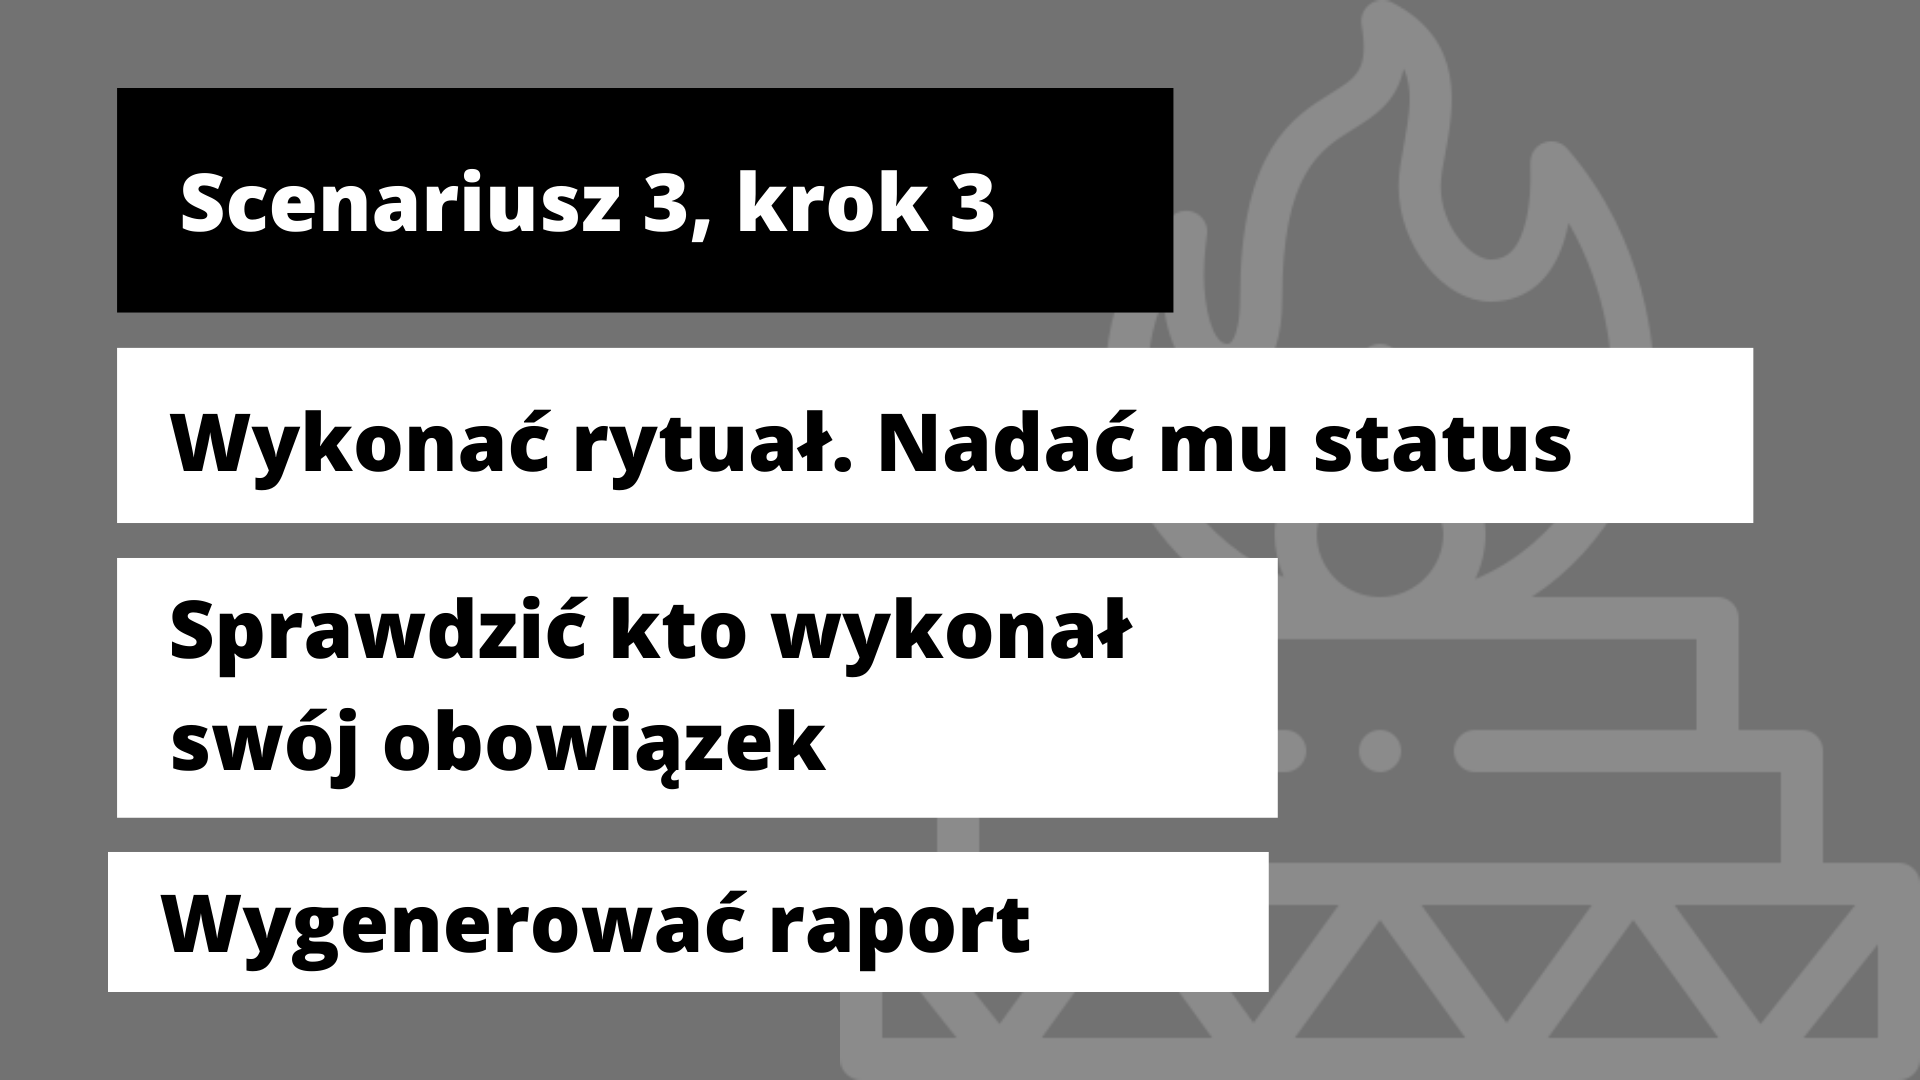 Scenariusz 3, krok 3
Wykonać rytuał. Nadać mu status
Sprawdzić kto wykonał
swój obowiązek
Wygenerować raport